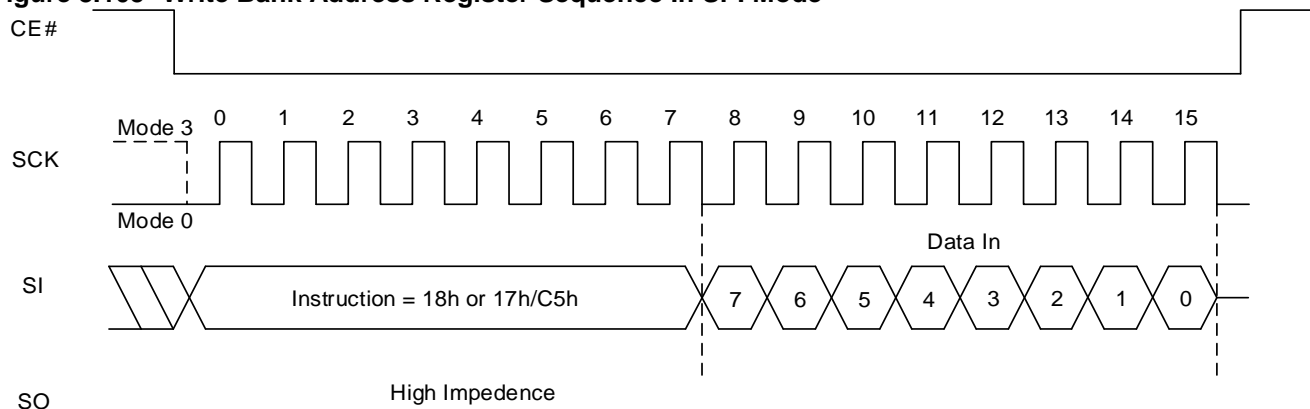 CE#
Mode 3
0 1 2 3 4 5 6 7 8 9 10 11 12 13 14 15
SCK
Mode 0
Data In
SI
Instruction = 18h or 17h/C5h
7 6 5 4 3 2 1 0
High Impedence
SO